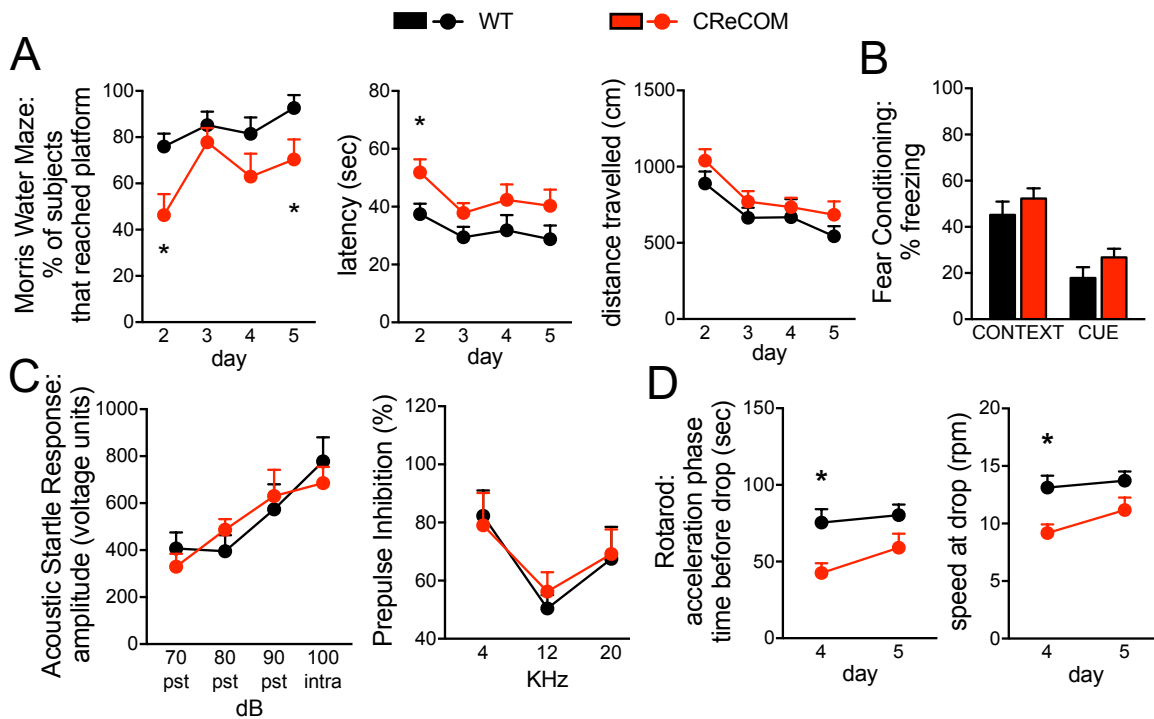 WT
CReCOM
A
Morris Water Maze:
% of subjects
that reached platform
100
80
60
40
20
0
2 3 4 5
day
*
*
latency (sec)
80
60
40
20
0
2 3 4 5
day
*
distance travelled (cm)
1500
1000
500
0
2 3 4 5
day
B
Fear Conditioning:
% freezing
100
80
60
40
20
0
CONTEXT CUE
C
Acoustic Startle Response:
amplitude (voltage units)
1000
800
600
400
200
0
70 80 90 100
pst pst pst intra
dB
Prepulse Inhibition (%)
120
100
80
60
40
4 12 20
KHz
D
Rotarod:
acceleration phase
time before drop (sec)
150
100
50
0
4 5
day
*
speed at drop (rpm)
20
15
10
5
0
4 5
day
*